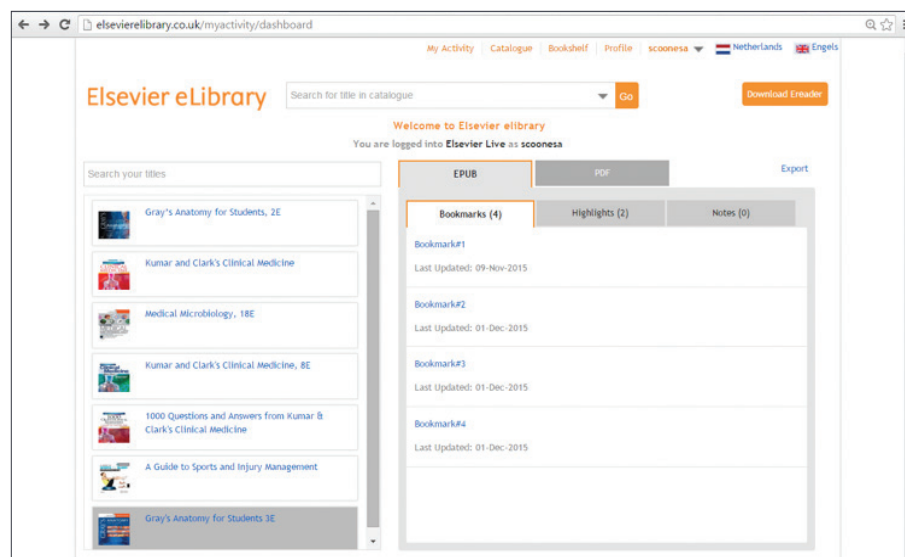 elsevierelibrary.co.uk/myactivity/dashboard
My Activity Catalogue Bookshelf Profile scoonesa Netherlands Engels
Elsevier eLibrary
Search for title in catalogue
Go
Download Ereader
Welcome to Elsevier elibrary
You are logged into Elsevier Live as scoonesa
Search your titles
EPUB
PDF
Export
Gray's Anatomy for Students, 2E
Kumar and Clark's Clinical Medicine
Medical Microbiology, 18E
Kumar and Clark's Clinical Medicine, 8E
1000 Questions and Answers from Kumar &
Clark's Clinical Medicine
A Guide to Sports and Injury Management
Gray's Anatomy for Students 3E
Bookmarks (4)
Highlights (2)
Notes (0)
Bookmark#1
Last Updated: 09-Nov-2015
Bookmark#2
Last Updated: 01-Dec-2015
Bookmark#3
Last Updated: 01-Dec-2015
Bookmark#4
Last Updated: 01-Dec-2015